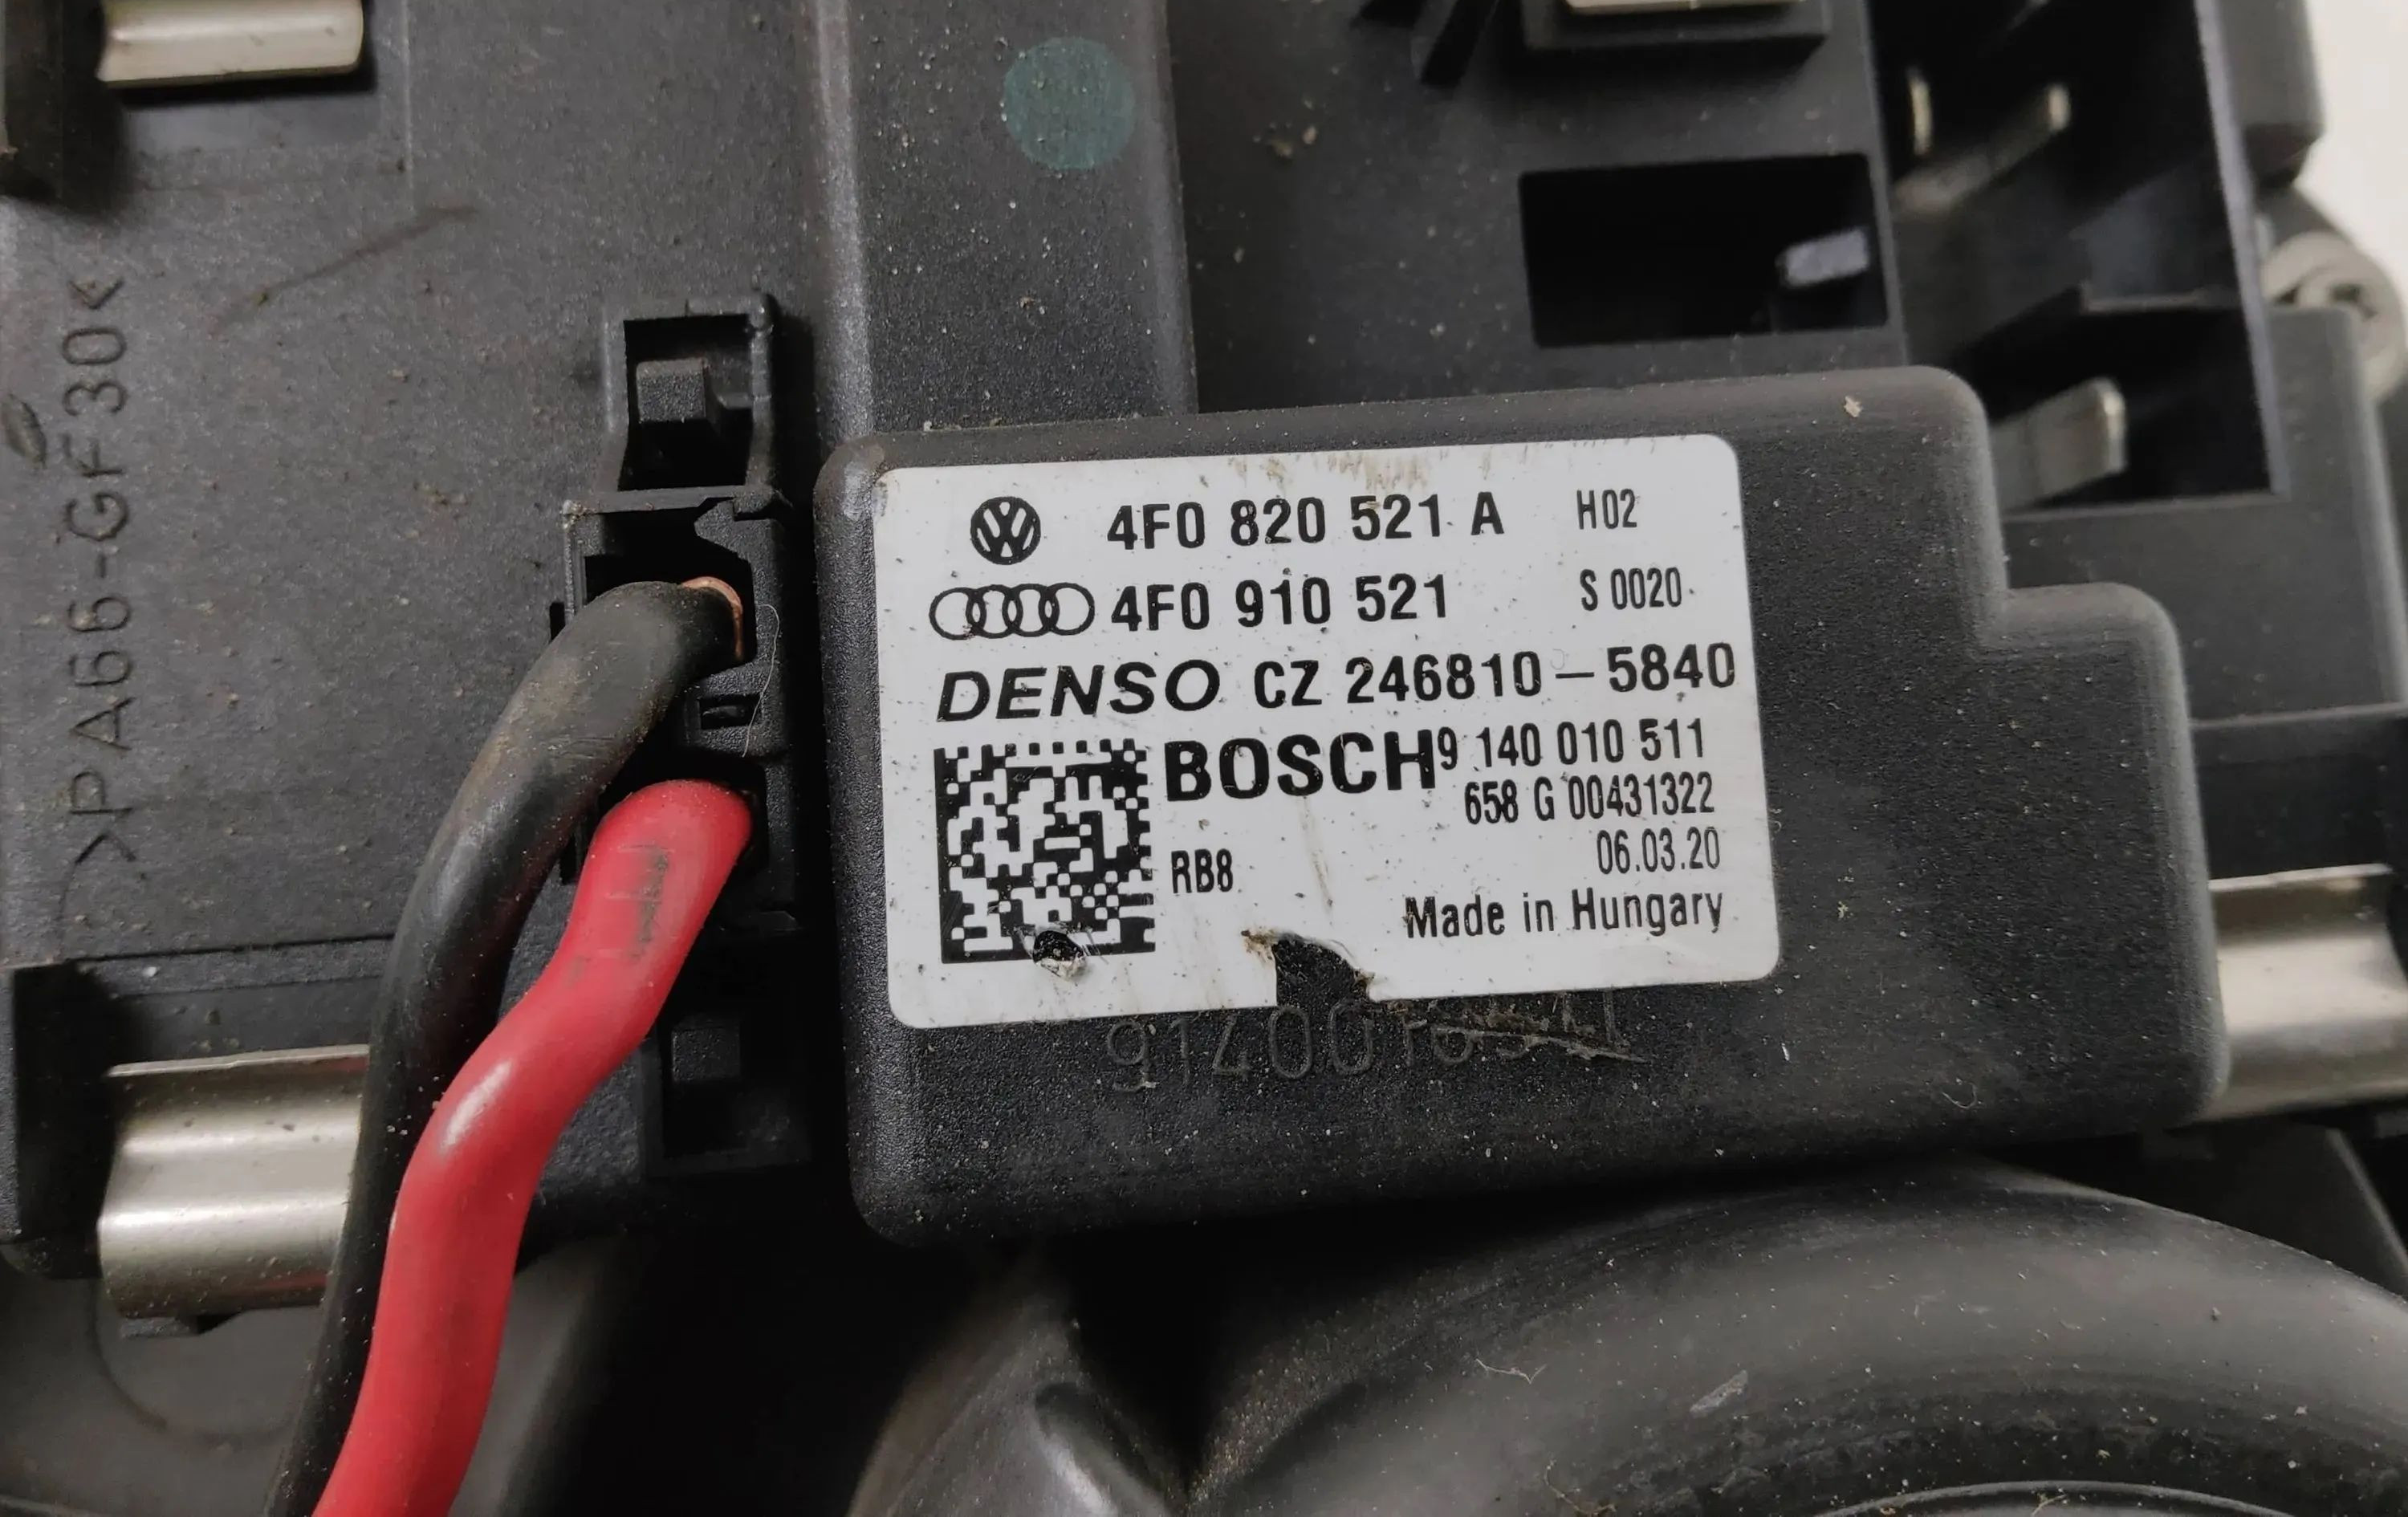 >PA66-GF30<
4F0 820 521 A H02
4F0 910 521 S 0020
DENSO CZ 246810-5840
BOSCH 9 140 010 511
658 G 00431322
06.03.20
RB8
Made in Hungary